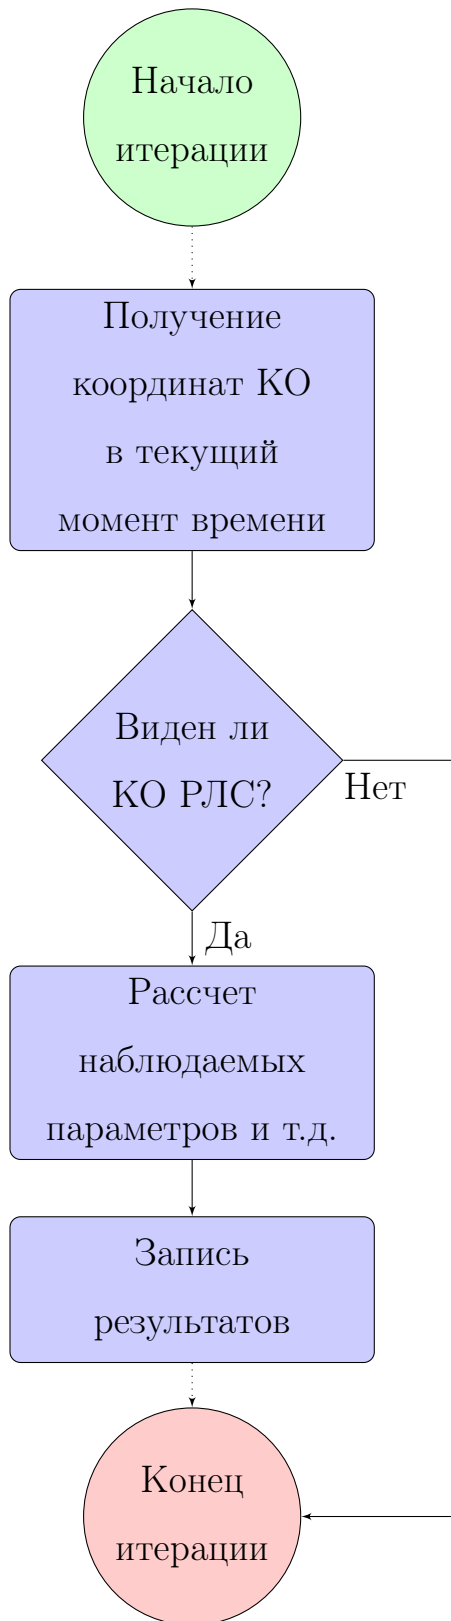 Начало
итерации
Получение
координат КО
в текущий
момент времени
Виден ли
КО РЛС?
Нет
Да
Рассчет
наблюдаемых
параметров и т.д.
Запись
результатов
Конец
итерации